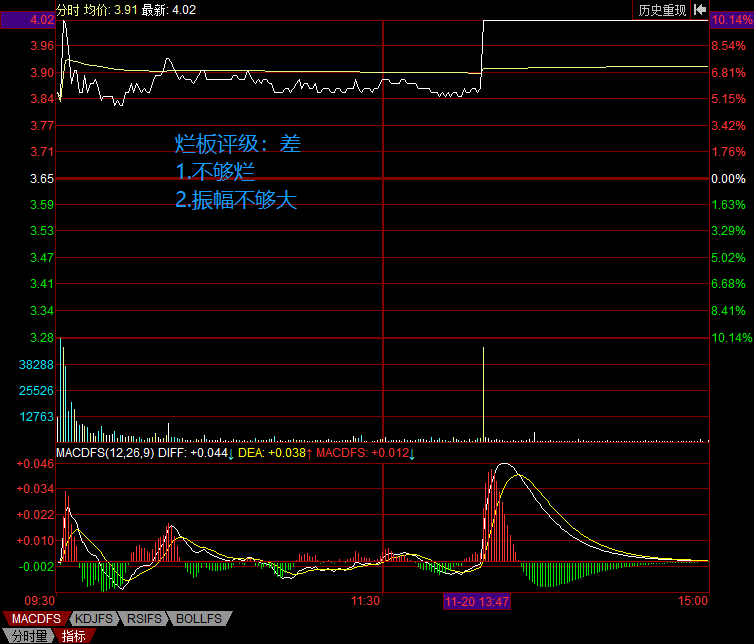 分时 均价: 3.91 最新: 4.02 历史重现
4.02 10.14%
3.96 8.54%
3.90 6.81%
3.84 5.15%
3.77 3.42%
3.71 1.76%
烂板评级：差
1.不够烂
2.振幅不够大
3.65 0.00%
3.59 1.63%
3.53 3.29%
3.47 5.02%
3.41 6.68%
3.34 8.41%
3.28 10.14%
38288
25526
12763
MACDFS(12,26,9) DIFF: +0.044↓ DEA: +0.038↑ MACDFS: +0.012↓
+0.046
+0.034
+0.022
+0.010
-0.002
09:30 11:30 11-20 13:47 15:00
MACDFS KDJFS RSIFS BOLLFS
分时量 指标